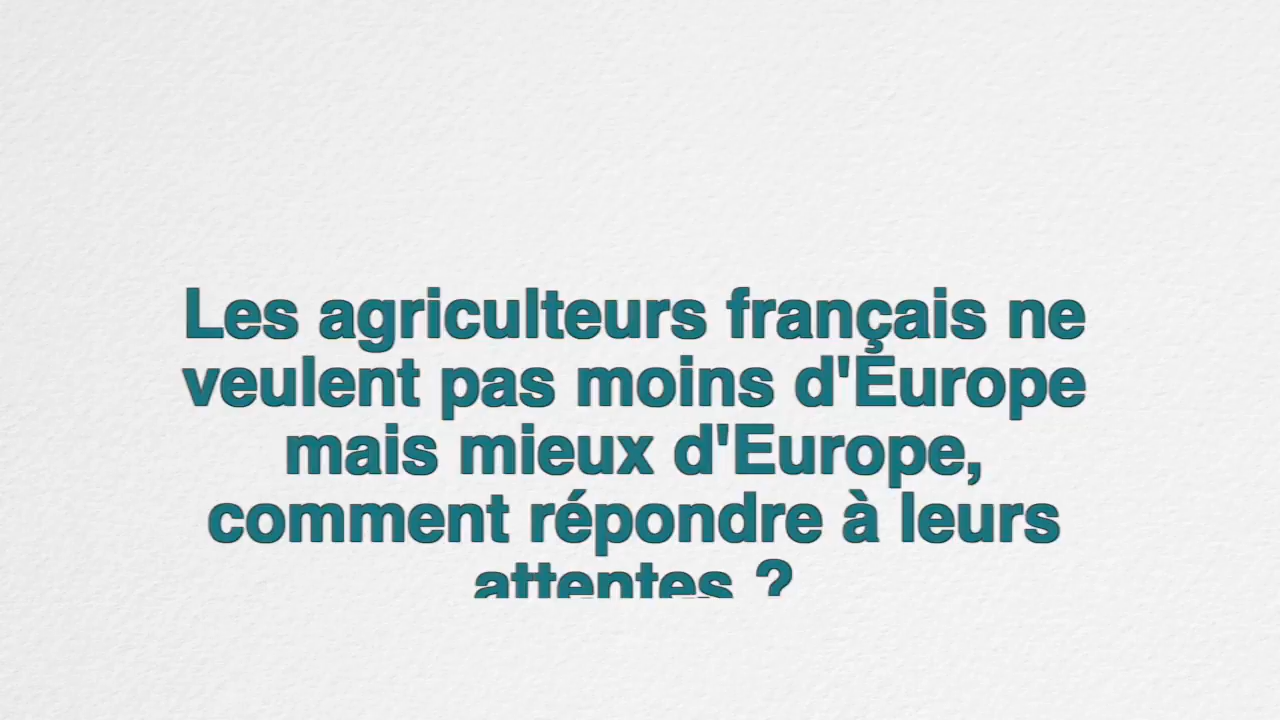 Les agriculteurs français ne
veulent pas moins d'Europe
mais mieux d'Europe,
comment répondre à leurs
attentes ?